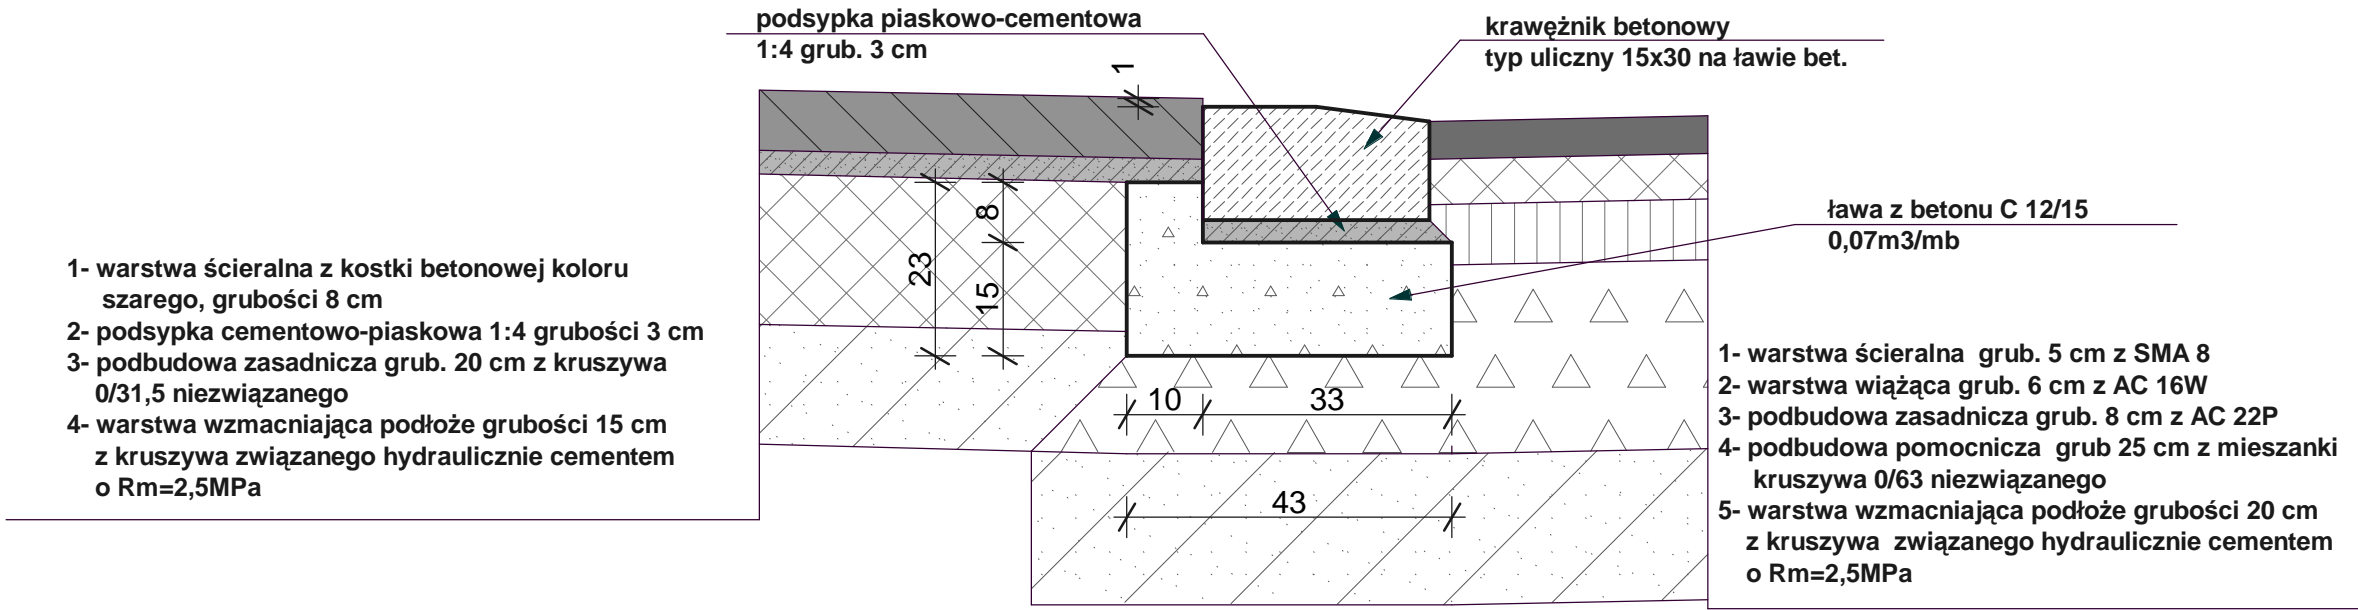 podsypka piaskowo-cementowa
1:4 grub. 3 cm
krawężnik betonowy
typ uliczny 15x30 na ławie bet.
1
8
23
15
ława z betonu C 12/15
0,07m3/mb
1- warstwa ścieralna z kostki betonowej koloru
szarego, grubości 8 cm
2- podsypka cementowo-piaskowa 1:4 grubości 3 cm
3- podbudowa zasadnicza grub. 20 cm z kruszywa
0/31,5 niezwiązanego
4- warstwa wzmacniająca podłoże grubości 15 cm
z kruszywa związanego hydraulicznie cementem
o Rm=2,5MPa
10
33
43
1- warstwa ścieralna grub. 5 cm z SMA 8
2- warstwa wiążąca grub. 6 cm z AC 16W
3- podbudowa zasadnicza grub. 8 cm z AC 22P
4- podbudowa pomocnicza grub 25 cm z mieszanki
kruszywa 0/63 niezwiązanego
5- warstwa wzmacniająca podłoże grubości 20 cm
z kruszywa związanego hydraulicznie cementem
o Rm=2,5MPa